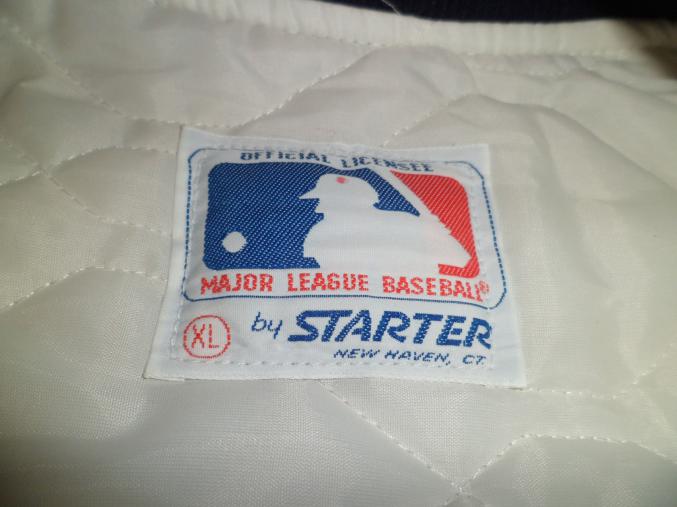 OFFICIAL LICENSEE
MAJOR LEAGUE BASEBALL®
XL by STARTER
NEW HAVEN, CT.